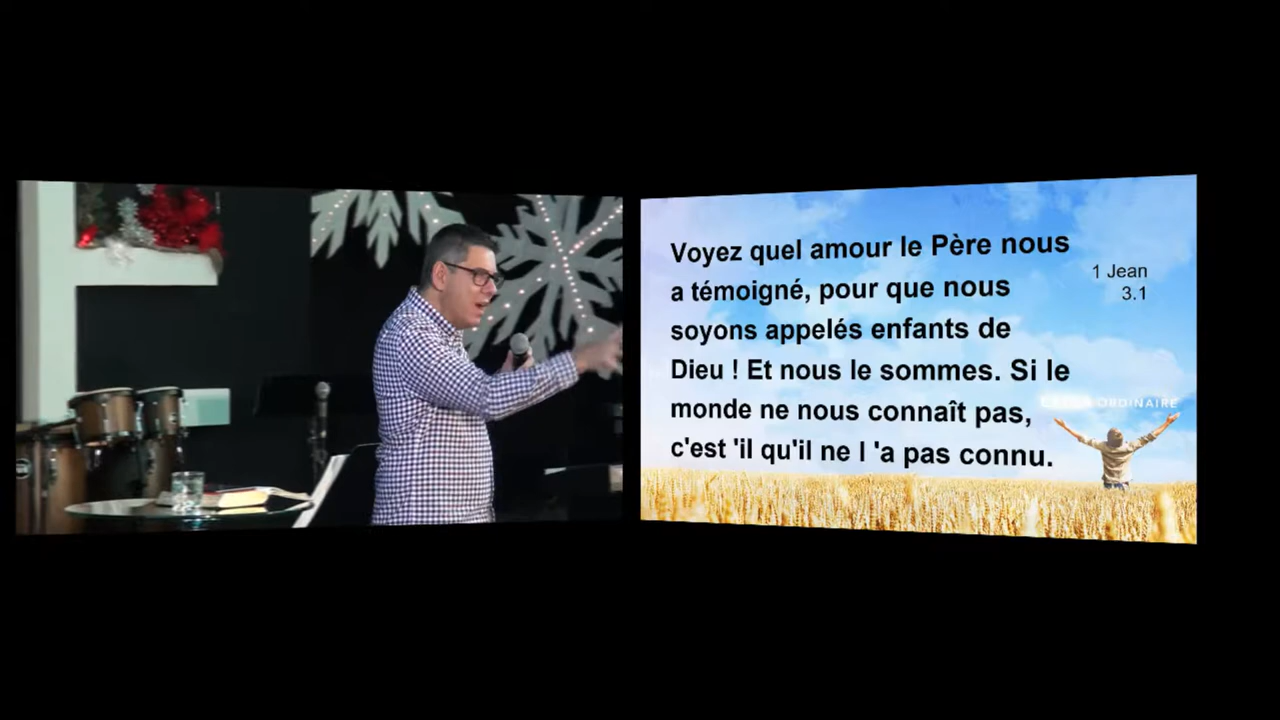 Voyez quel amour le Père nous
a témoigné, pour que nous
soyons appelés enfants de
Dieu ! Et nous le sommes. Si le
monde ne nous connaît pas,
c'est 'il qu'il ne l 'a pas connu.
1 Jean
3.1
ORDINAIRE